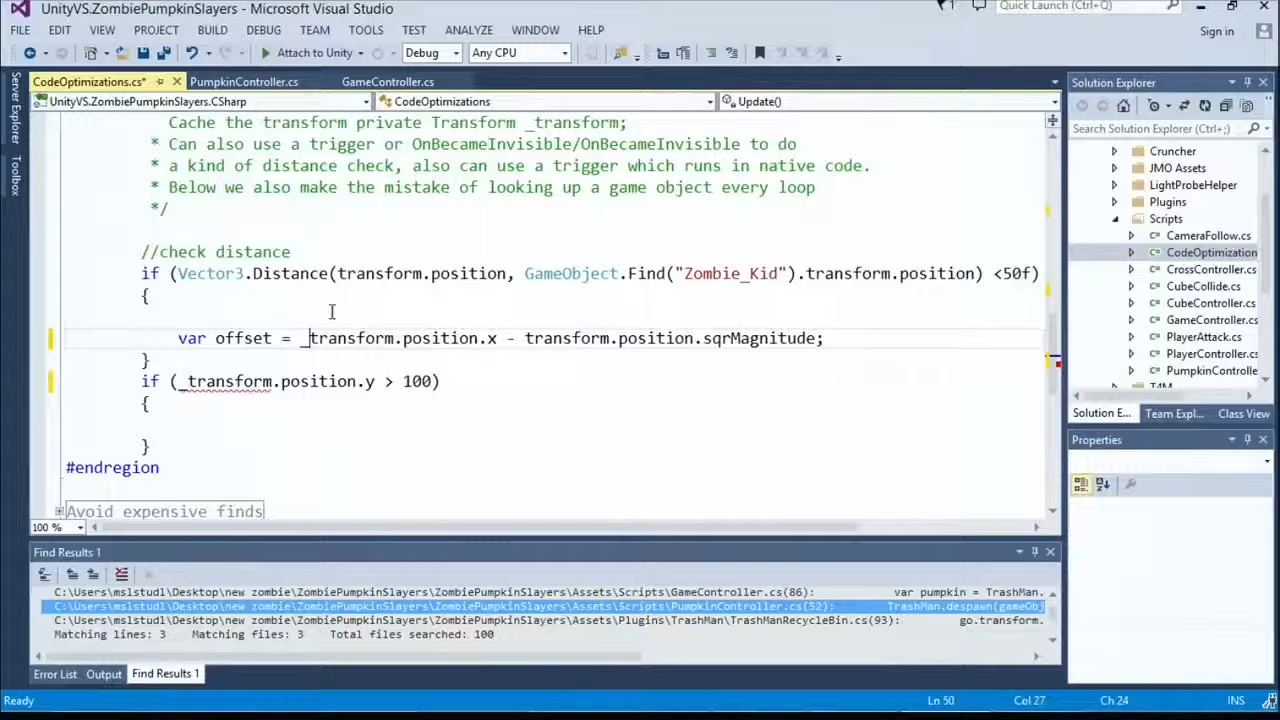 UnityVS.ZombiePumpkinSlayers - Microsoft Visual Studio
Quick Launch (Ctrl+Q)
FILE EDIT VIEW PROJECT BUILD DEBUG TEAM TOOLS TEST ANALYZE WINDOW HELP
Sign in
Attach to Unity Debug Any CPU
Server Explorer
Toolbox
CodeOptimizations.cs* PumpkinController.cs GameController.cs
UnityVS.ZombiePumpkinSlayers.CSharp CodeOptimizations Update()
Cache the transform private Transform _transform;
* Can also use a trigger or OnBecameInvisible/OnBecameInvisible to do
a kind of distance check, also can use a trigger which runs in native code.
* Below we also make the mistake of looking up a game object every loop
*/
//check distance
if (Vector3.Distance(transform.position, GameObject.Find("Zombie_Kid").transform.position) <50f)
{
var offset = _transform.position.x - transform.position.sqrMagnitude;
}
if (_transform.position.y > 100)
{
}
#endregion
Avoid expensive finds
100 %
Solution Explorer
Search Solution Explorer (Ctrl+;)
Cruncher
JMO Assets
LightProbeHelper
Plugins
Scripts
C# CameraFollow.cs
C# CodeOptimization
C# CrossController.cs
C# CubeCollide.cs
C# CubeController.cs
C# GameController.cs
C# PlayerAttack.cs
C# PlayerController.cs
C# PumpkinControlle
T4M
Solution E... Team Expl... Class View
Properties
Find Results 1
C:\Users\mslstudl\Desktop\new zombie\ZombiePumpkinSlayers\ZombiePumpkinSlayers\Assets\Scripts\GameController.cs(86): var pumpkin = TrashMan.
C:\Users\mslstudl\Desktop\new zombie\ZombiePumpkinSlayers\ZombiePumpkinSlayers\Assets\Scripts\PumpkinController.cs(52): TrashMan.despawn(gameObj
C:\Users\mslstudl\Desktop\new zombie\ZombiePumpkinSlayers\ZombiePumpkinSlayers\Assets\Plugins\TrashMan\TrashManRecycleBin.cs(93): go.transform.
Matching lines: 3 Matching files: 3 Total files searched: 100
Error List Output Find Results 1
Ready Ln 50 Col 27 Ch 24 INS